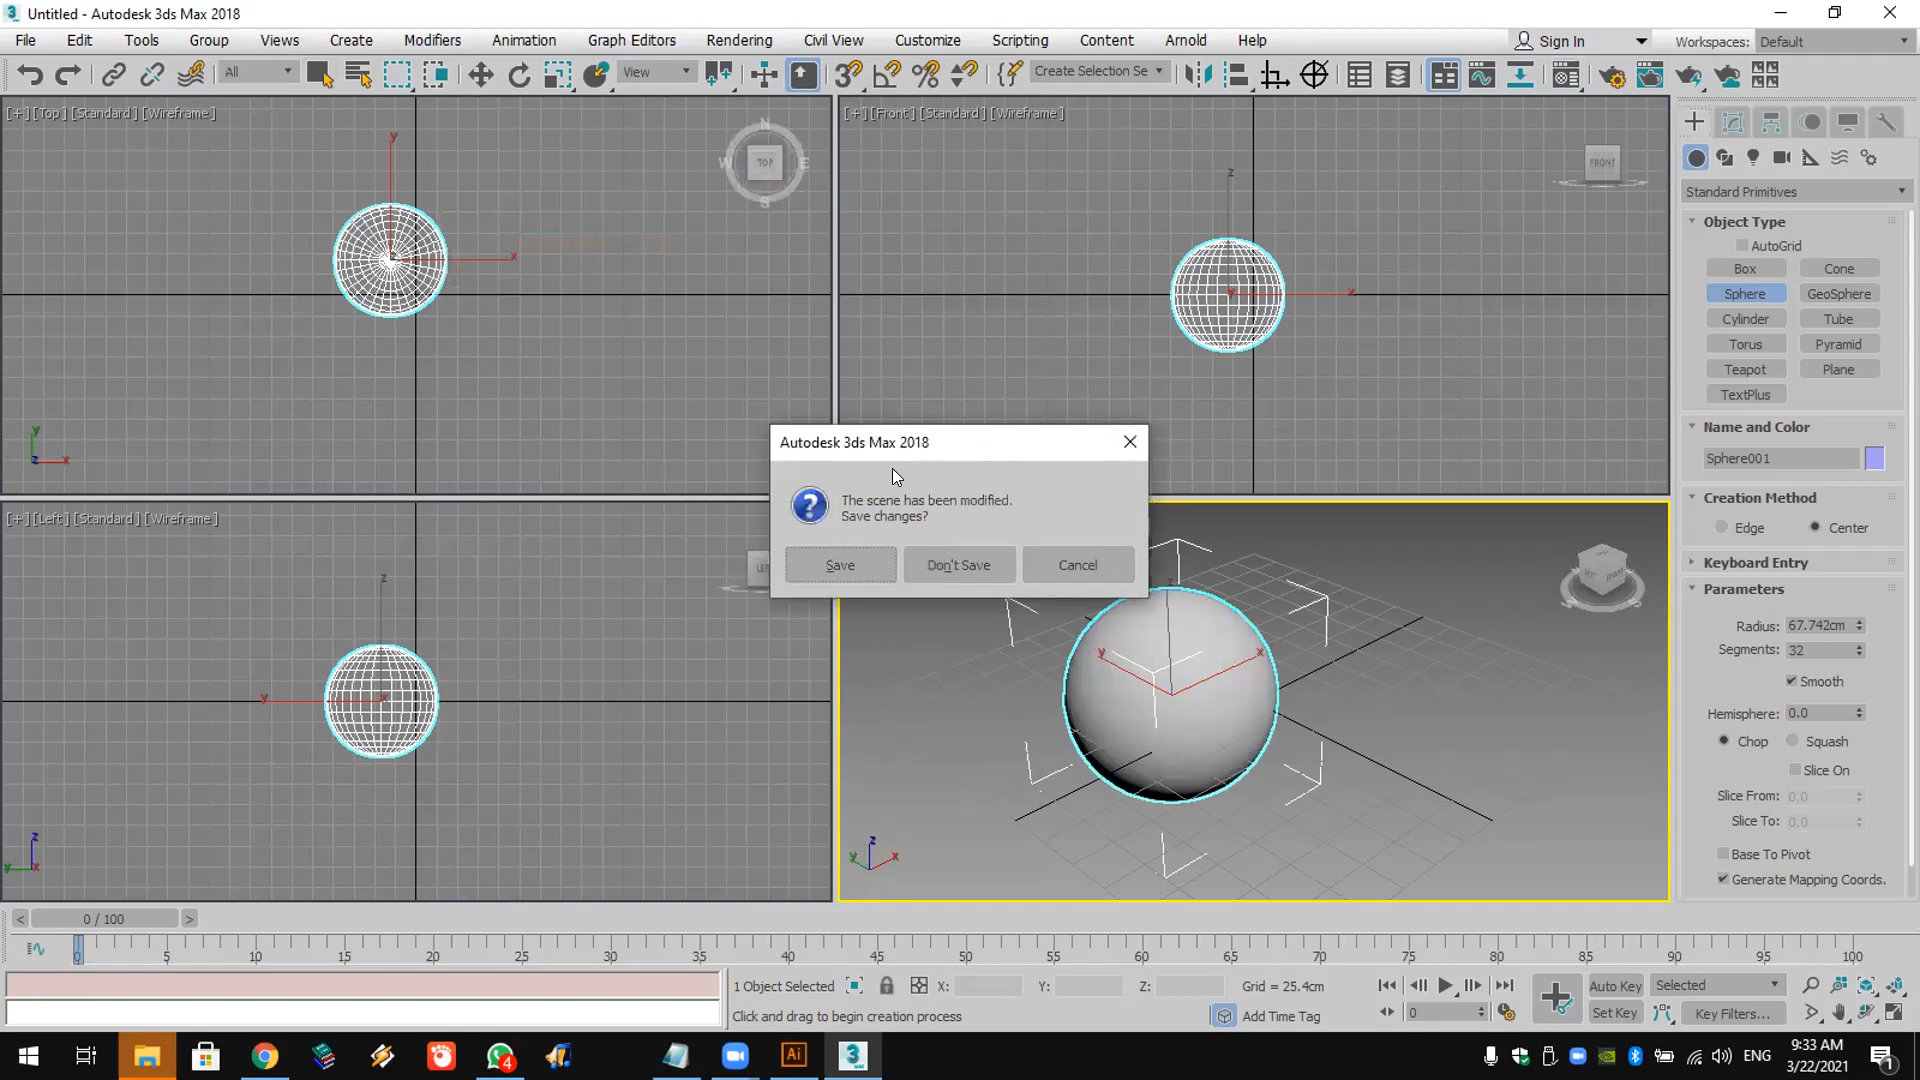 Untitled - Autodesk 3ds Max 2018
File Edit Tools Group Views Create Modifiers Animation Graph Editors Rendering Civil View Customize Scripting Content Arnold Help
Sign In Workspaces: Default
All View Create Selection Se
[+] [Top] [Standard] [Wireframe]
N
W TOP E
S
y
x
y
z x
[+] [Front] [Standard] [Wireframe]
FRONT
z
y x
[+] [Left] [Standard] [Wireframe]
z
y x
z
y x
z
y x
Autodesk 3ds Max 2018
The scene has been modified.
Save changes?
Save Don't Save Cancel
Standard Primitives
Object Type
AutoGrid
Box Cone
Sphere GeoSphere
Cylinder Tube
Torus Pyramid
Teapot Plane
TextPlus
Name and Color
Sphere001
Creation Method
Edge Center
Keyboard Entry
Parameters
Radius: 67.742cm
Segments: 32
Smooth
Hemisphere: 0.0
Chop Squash
Slice On
Slice From: 0.0
Slice To: 0.0
Base To Pivot
Generate Mapping Coords.
< 0 / 100 >
0 5 10 15 20 25 30 35 40 45 50 55 60 65 70 75 80 85 90 95 100
1 Object Selected X: Y: Z: Grid = 25.4cm
Auto Key Selected
Click and drag to begin creation process
Add Time Tag
0
Set Key Key Filters...
4
Ai
3
ENG
9:33 AM
3/22/2021
1